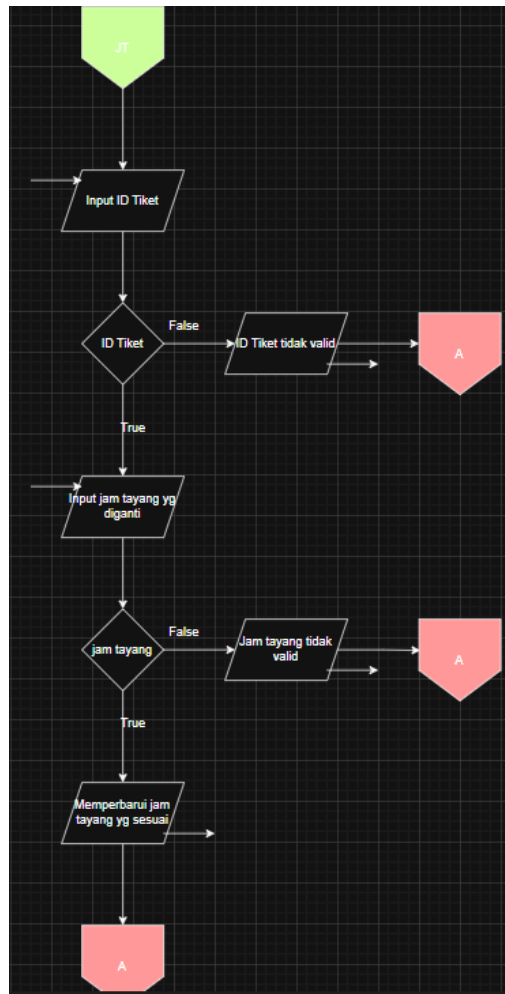 JT
Input ID Tiket
ID Tiket
False
ID Tiket tidak valid
A
True
Input jam tayang yg
diganti
jam tayang
False
Jam tayang tidak
valid
A
True
Memperbarui jam
tayang yg sesuai
A